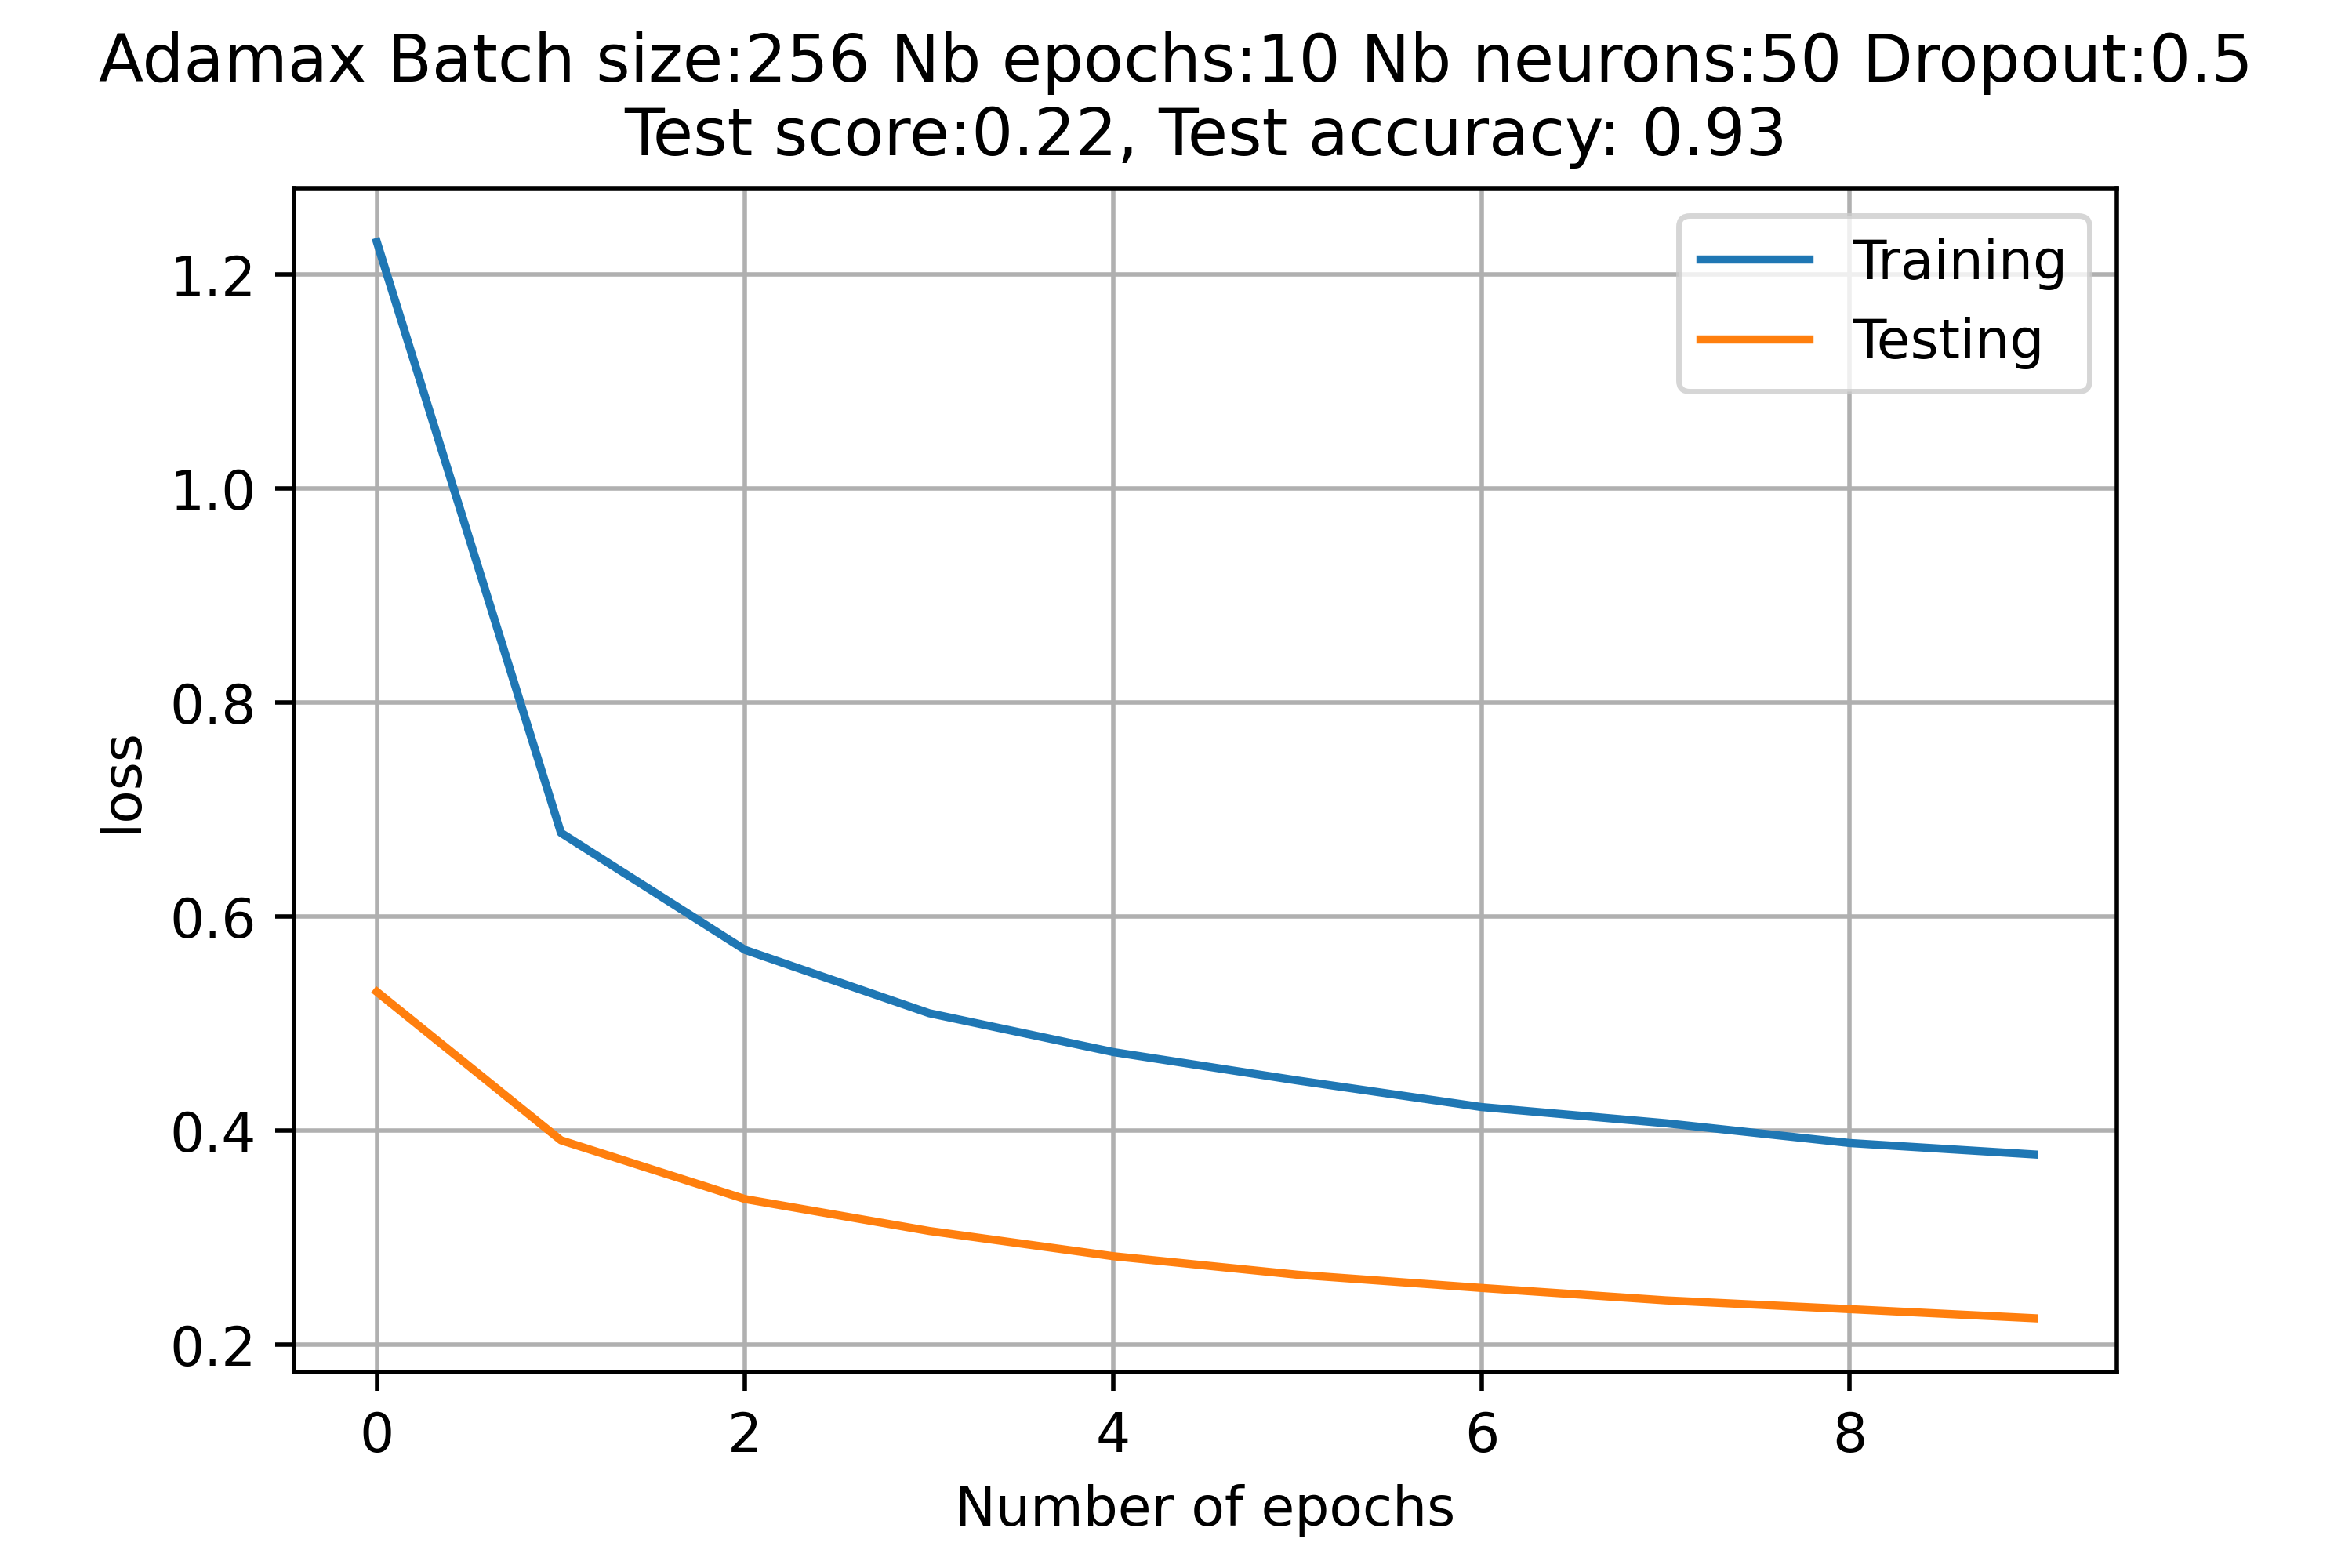 Adamax Batch size:256 Nb epochs:10 Nb neurons:50 Dropout:0.5
Test score:0.22, Test accuracy: 0.93
Training
Testing
1.2
1.0
0.8
0.6
0.4
0.2
loss
0 2 4 6 8
Number of epochs